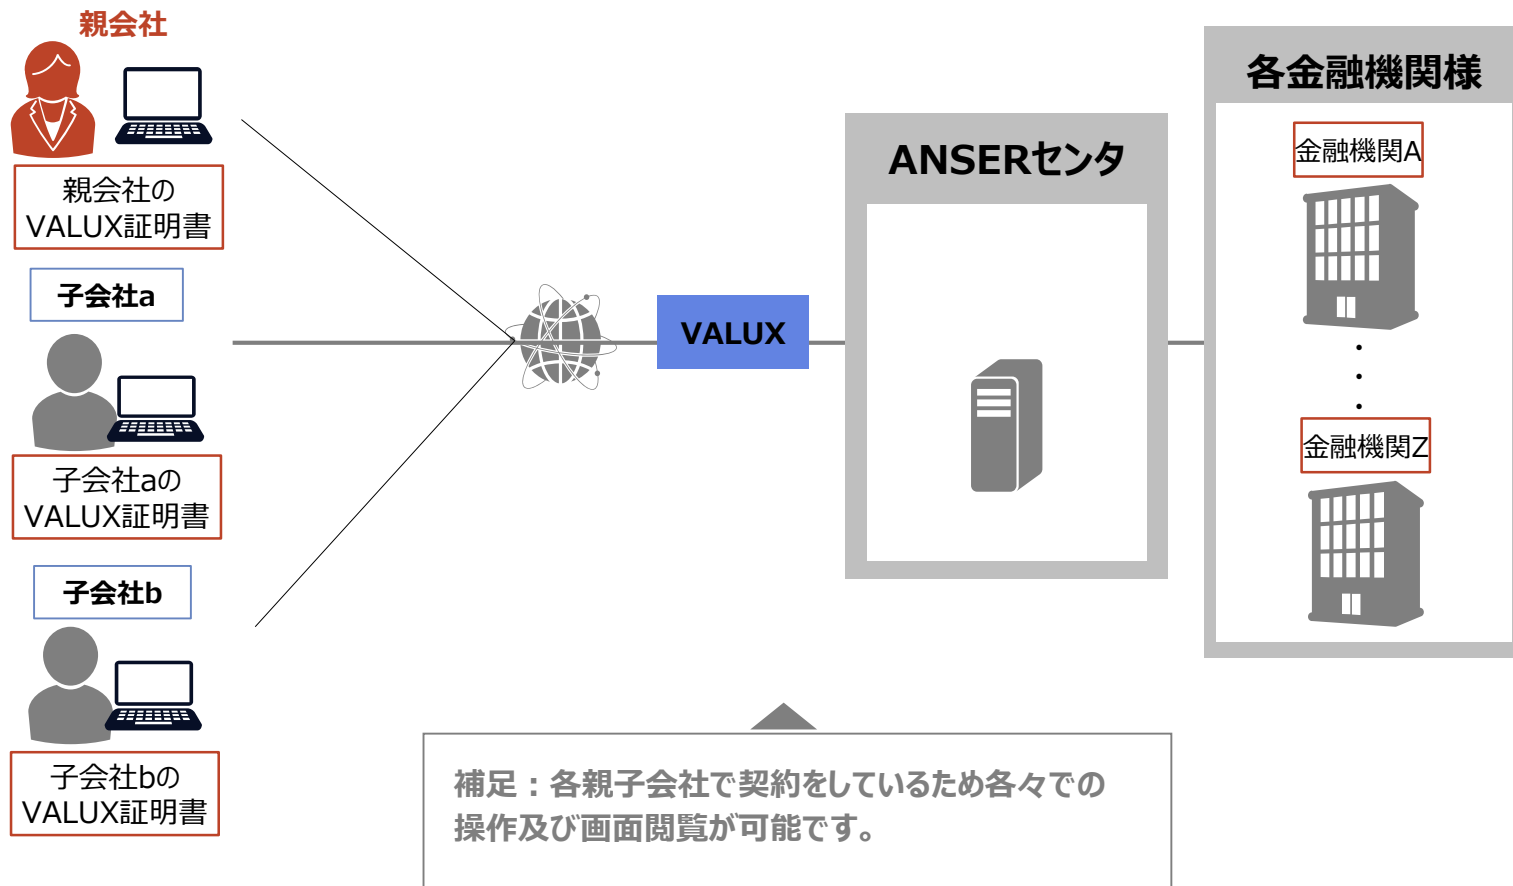 親会社
親会社の
VALUX証明書
子会社a
子会社aの
VALUX証明書
子会社b
子会社bの
VALUX証明書
VALUX
ANSERセンタ
各金融機関様
金融機関A
・
・
・
金融機関Z
補足：各親子会社で契約をしているため各々での
操作及び画面閲覧が可能です。